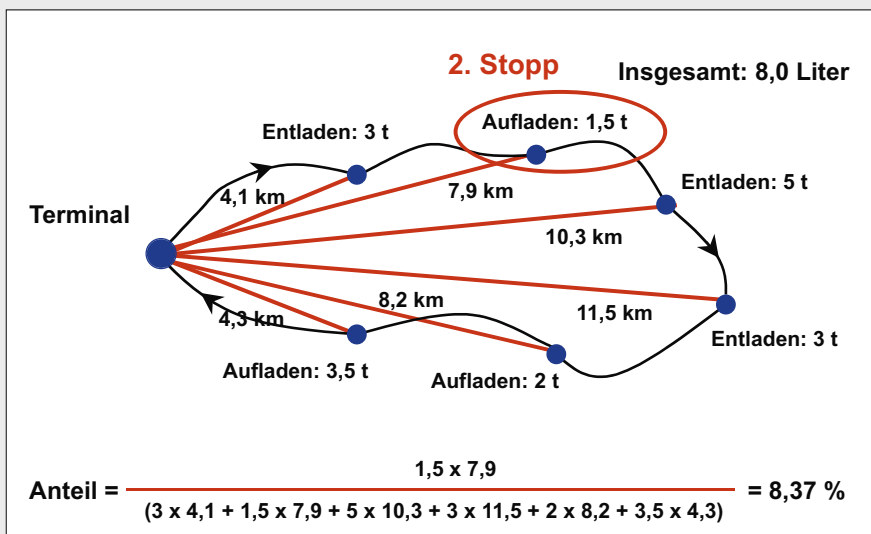 2. Stopp
Insgesamt: 8,0 Liter
Entladen: 3 t
Aufladen: 1,5 t
4,1 km
7,9 km
Entladen: 5 t
Terminal
10,3 km
8,2 km
4,3 km
11,5 km
Entladen: 3 t
Aufladen: 3,5 t
Aufladen: 2 t
1,5 x 7,9
Anteil = = 8,37 %
(3 x 4,1 + 1,5 x 7,9 + 5 x 10,3 + 3 x 11,5 + 2 x 8,2 + 3,5 x 4,3)